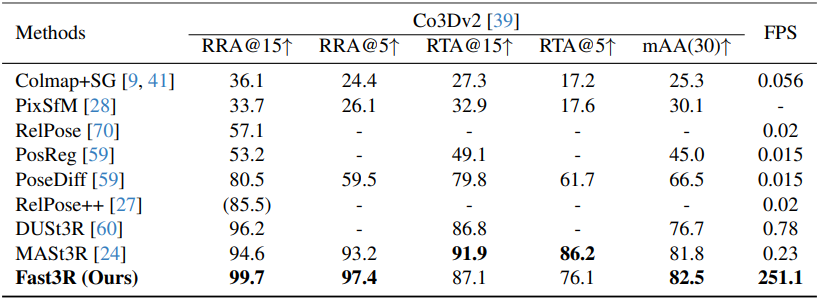 Methods Co3Dv2 [39] FPS
RRA@15↑ RRA@5↑ RTA@15↑ RTA@5↑ mAA(30)↑
Colmap+SG [9, 41] 36.1 24.4 27.3 17.2 25.3 0.056
PixSfM [28] 33.7 26.1 32.9 17.6 30.1 -
RelPose [70] 57.1 - - - - 0.02
PosReg [59] 53.2 - 49.1 - 45.0 0.015
PoseDiff [59] 80.5 59.5 79.8 61.7 66.5 0.015
RelPose++ [27] (85.5) - - - - 0.02
DUSt3R [60] 96.2 - 86.8 - 76.7 0.78
MASt3R [24] 94.6 93.2 91.9 86.2 81.8 0.23
Fast3R (Ours) 99.7 97.4 87.1 76.1 82.5 251.1